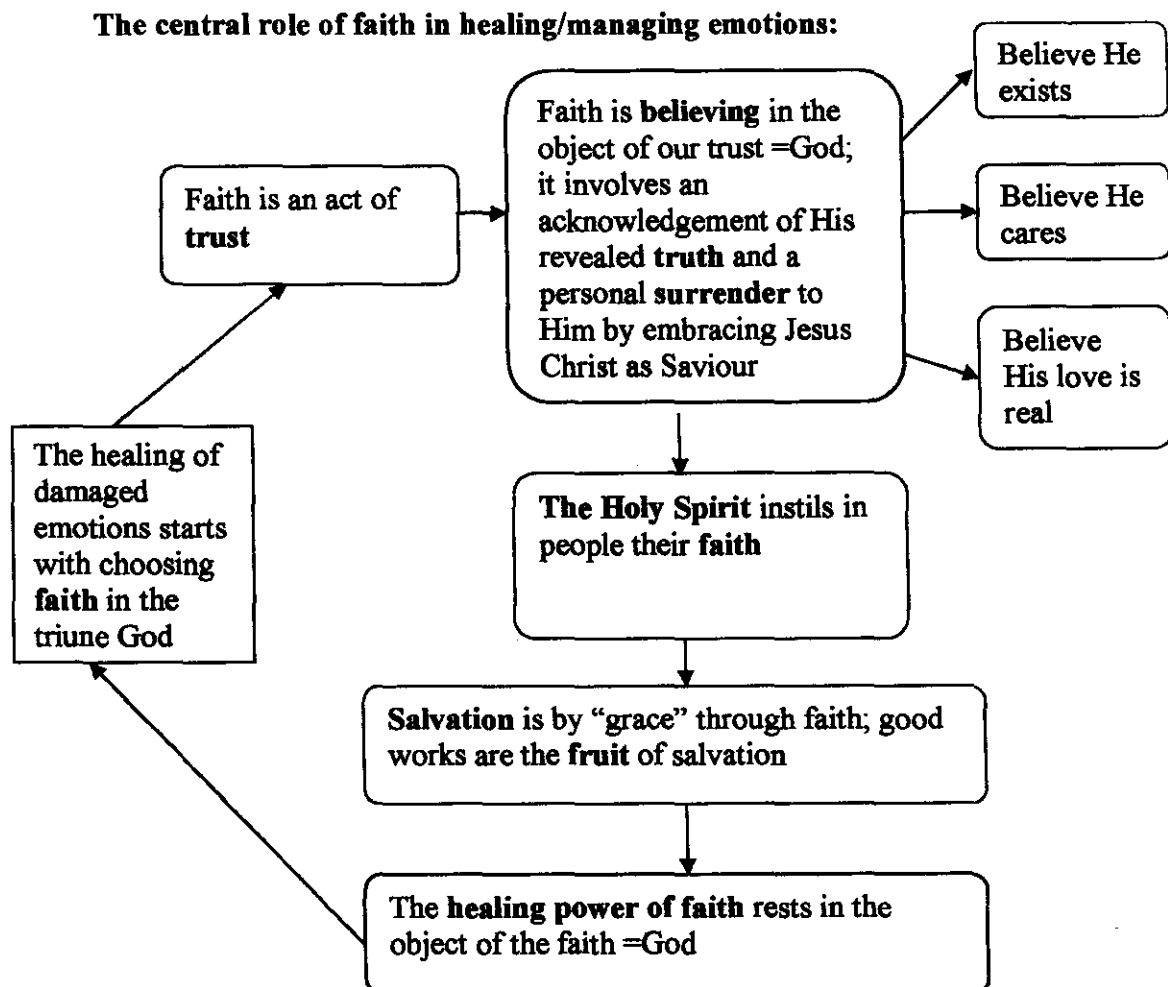 The central role of faith in healing/managing emotions:
Faith is an act of
trust
Faith is believing in the
object of our trust =God;
it involves an
acknowledgement of His
revealed truth and a
personal surrender to
Him by embracing Jesus
Christ as Saviour
Believe He
exists
Believe He
cares
Believe
His love is
real
The healing of
damaged
emotions starts
with choosing
faith in the
triune God
The Holy Spirit instils in
people their faith
Salvation is by “grace” through faith; good
works are the fruit of salvation
The healing power of faith rests in the
object of the faith =God